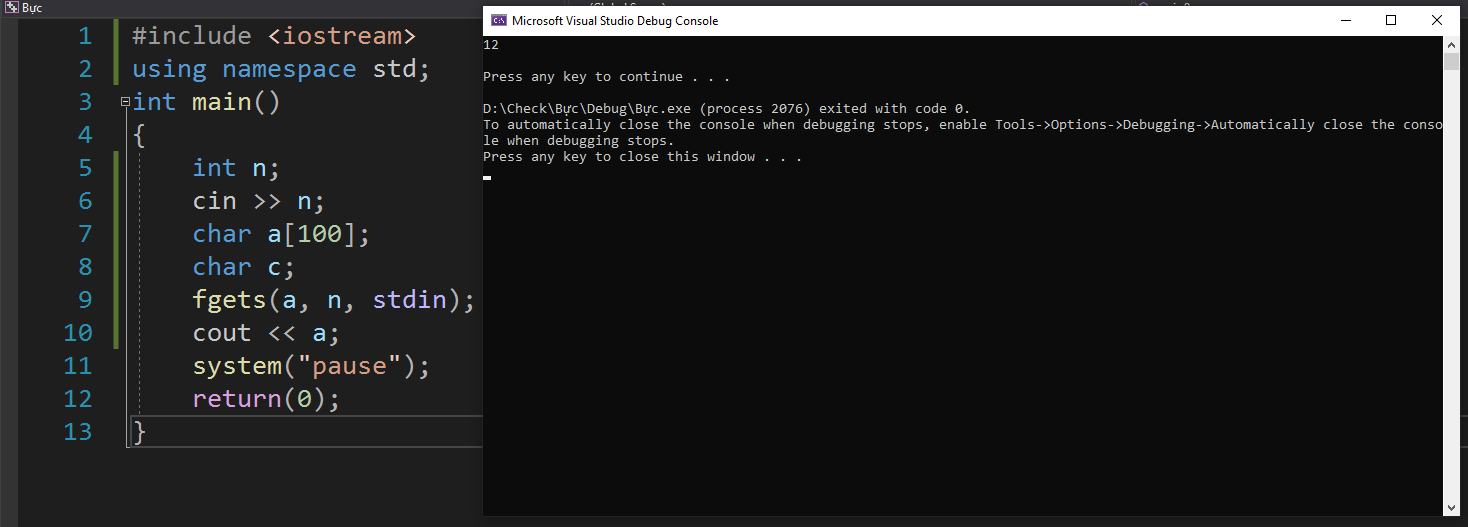 Bực
1 #include <iostream>
2 using namespace std;
3 int main()
4 {
5 int n;
6 cin >> n;
7 char a[100];
8 char c;
9 fgets(a, n, stdin);
10 cout << a;
11 system("pause");
12 return(0);
13 }
C:\ Microsoft Visual Studio Debug Console
12
Press any key to continue . . .
D:\Check\Bực\Debug\Bực.exe (process 2076) exited with code 0.
To automatically close the console when debugging stops, enable Tools->Options->Debugging->Automatically close the conso
le when debugging stops.
Press any key to close this window . . .